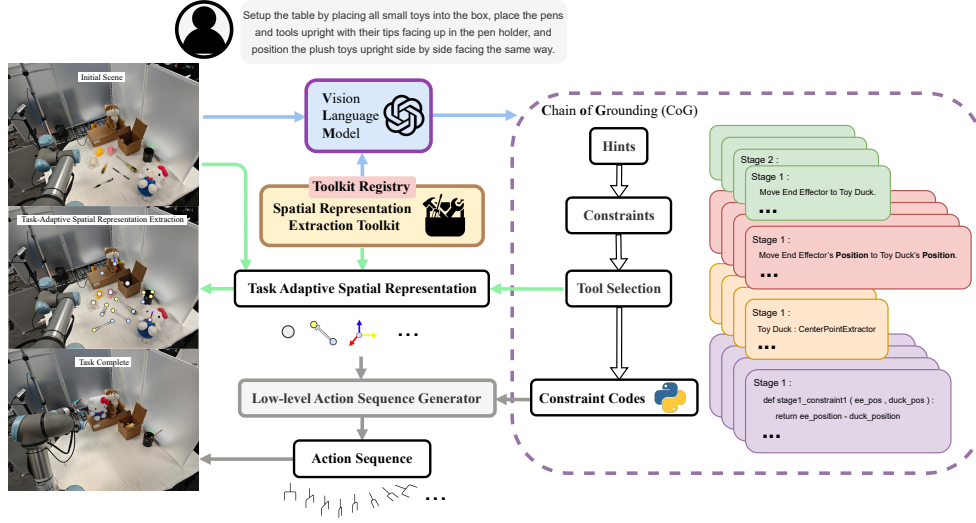 Setup the table by placing all small toys into the box, place the pens
and tools upright with their tips facing up in the pen holder, and
position the plush toys upright side by side facing the same way.
Initial Scene
Task-Adaptive Spatial Representation Extraction
Task Complete
Vision
Language
Model
Toolkit Registry
Spatial Representation
Extraction Toolkit
Task Adaptive Spatial Representation
...
Low-level Action Sequence Generator
Action Sequence
...
Chain of Grounding (CoG)
Hints
Constraints
Tool Selection
Constraint Codes
Stage 2 :
Stage 1 :
Move End Effector to Toy Duck.
...
Stage 1 :
Move End Effector's Position to Toy Duck's Position.
...
Stage 1 :
Toy Duck : CenterPointExtractor
...
Stage 1 :
def stage1_constraint1 ( ee_pos , duck_pos ) :
return ee_position - duck_position
...